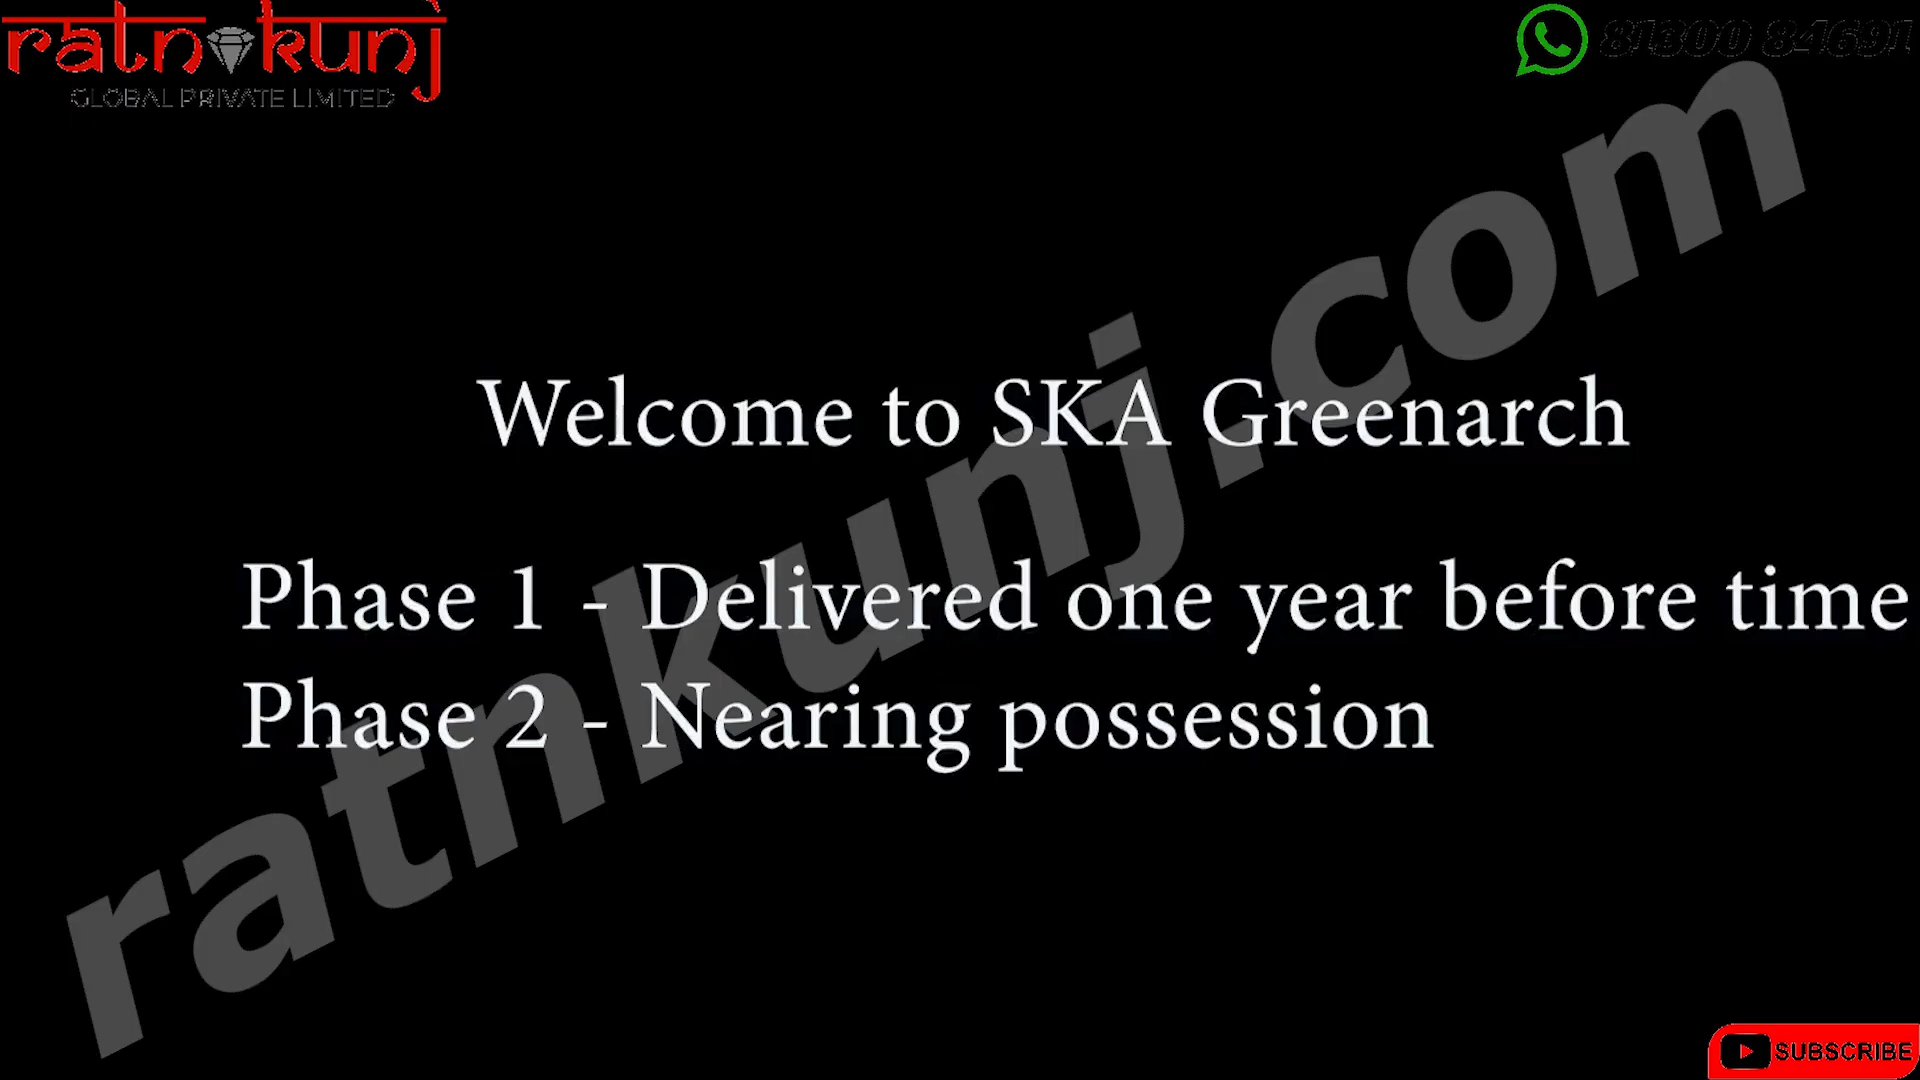 ratnkunj
GLOBAL PRIVATE LIMITED
81300 84691
ratnkunj.com
Welcome to SKA Greenarch
Phase 1 - Delivered one year before time
Phase 2 - Nearing possession
SUBSCRIBE